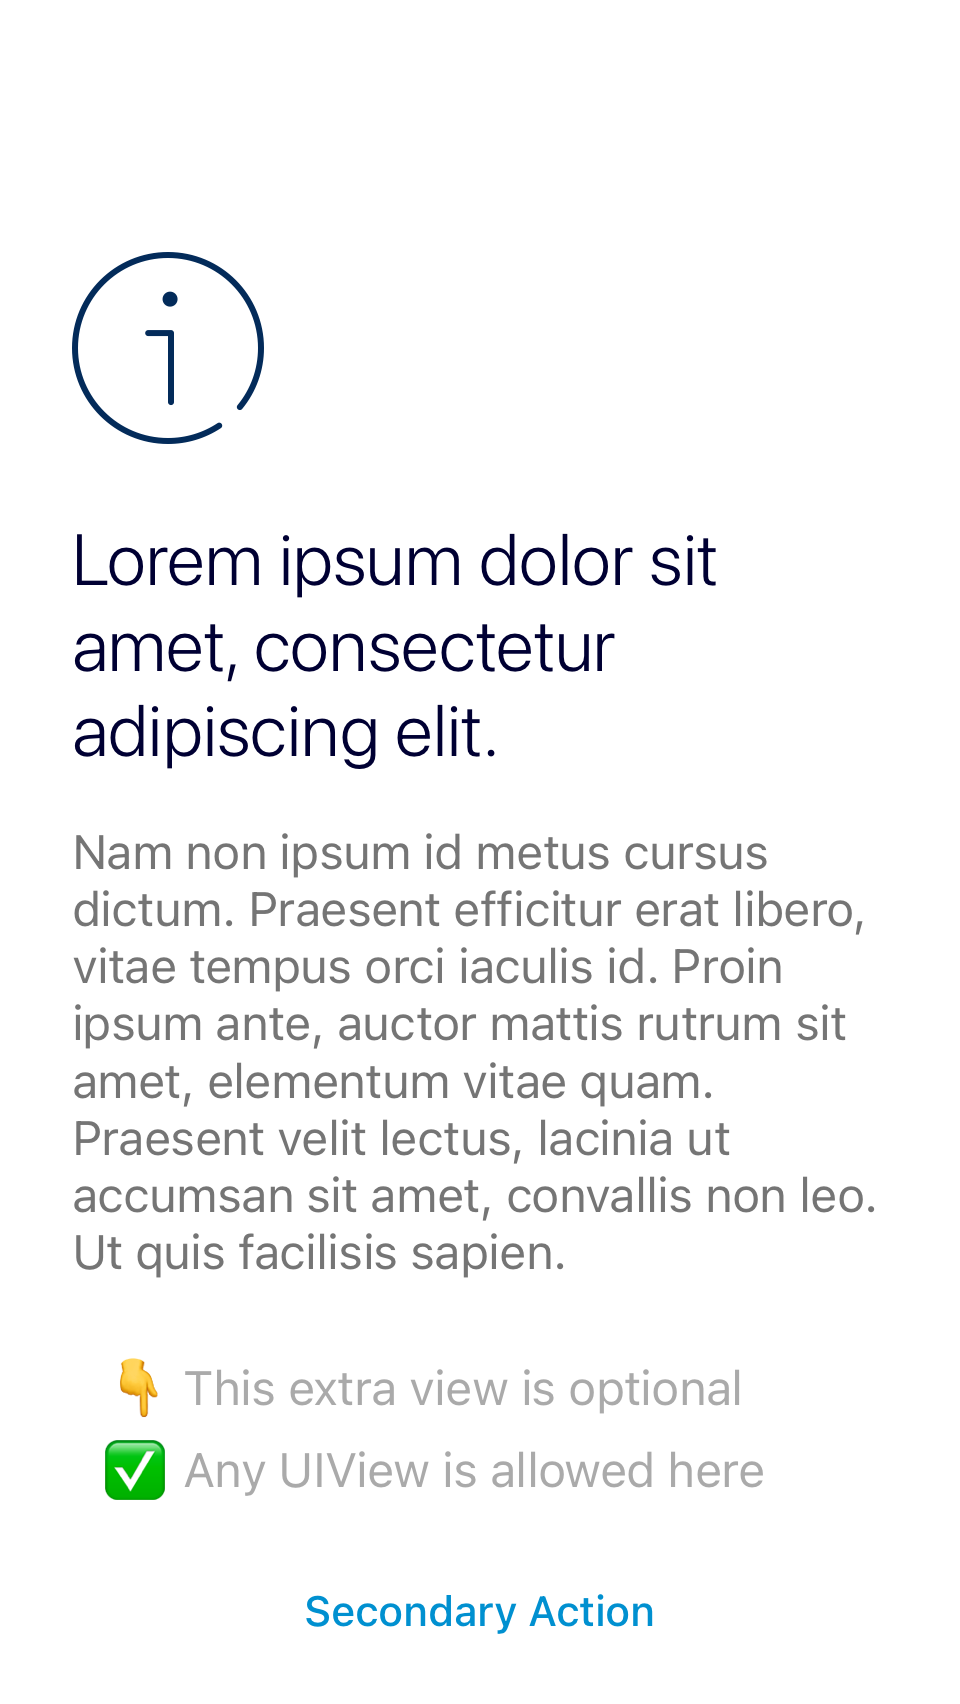 Lorem ipsum dolor sit
amet, consectetur
adipiscing elit.
Nam non ipsum id metus cursus
dictum. Praesent efficitur erat libero,
vitae tempus orci iaculis id. Proin
ipsum ante, auctor mattis rutrum sit
amet, elementum vitae quam.
Praesent velit lectus, lacinia ut
accumsan sit amet, convallis non leo.
Ut quis facilisis sapien.
👇 This extra view is optional
✅ Any UIView is allowed here
Secondary Action